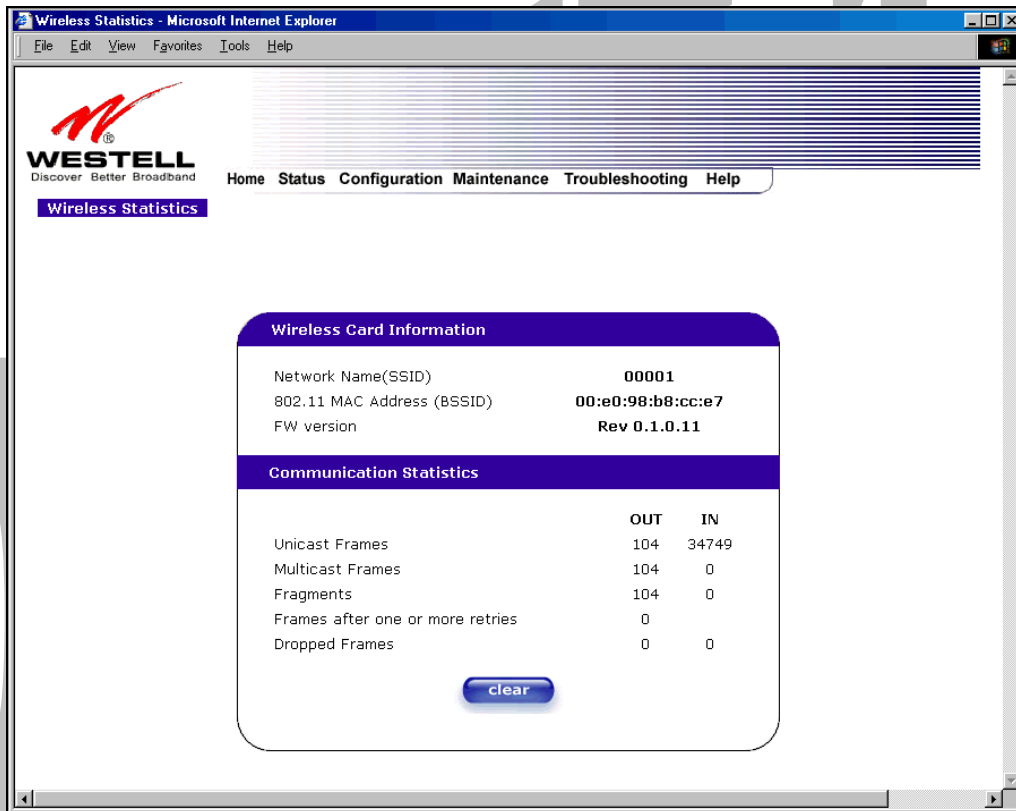 Wireless Statistics - Microsoft Internet Explorer
File Edit View Favorites Tools Help
®
WESTELL
Discover Better Broadband
Home Status Configuration Maintenance Troubleshooting Help
Wireless Statistics
Wireless Card Information
Network Name(SSID) 00001
802.11 MAC Address (BSSID) 00:e0:98:b8:cc:e7
FW version Rev 0.1.0.11
Communication Statistics
OUT IN
Unicast Frames 104 34749
Multicast Frames 104 0
Fragments 104 0
Frames after one or more retries 0
Dropped Frames 0 0
clear